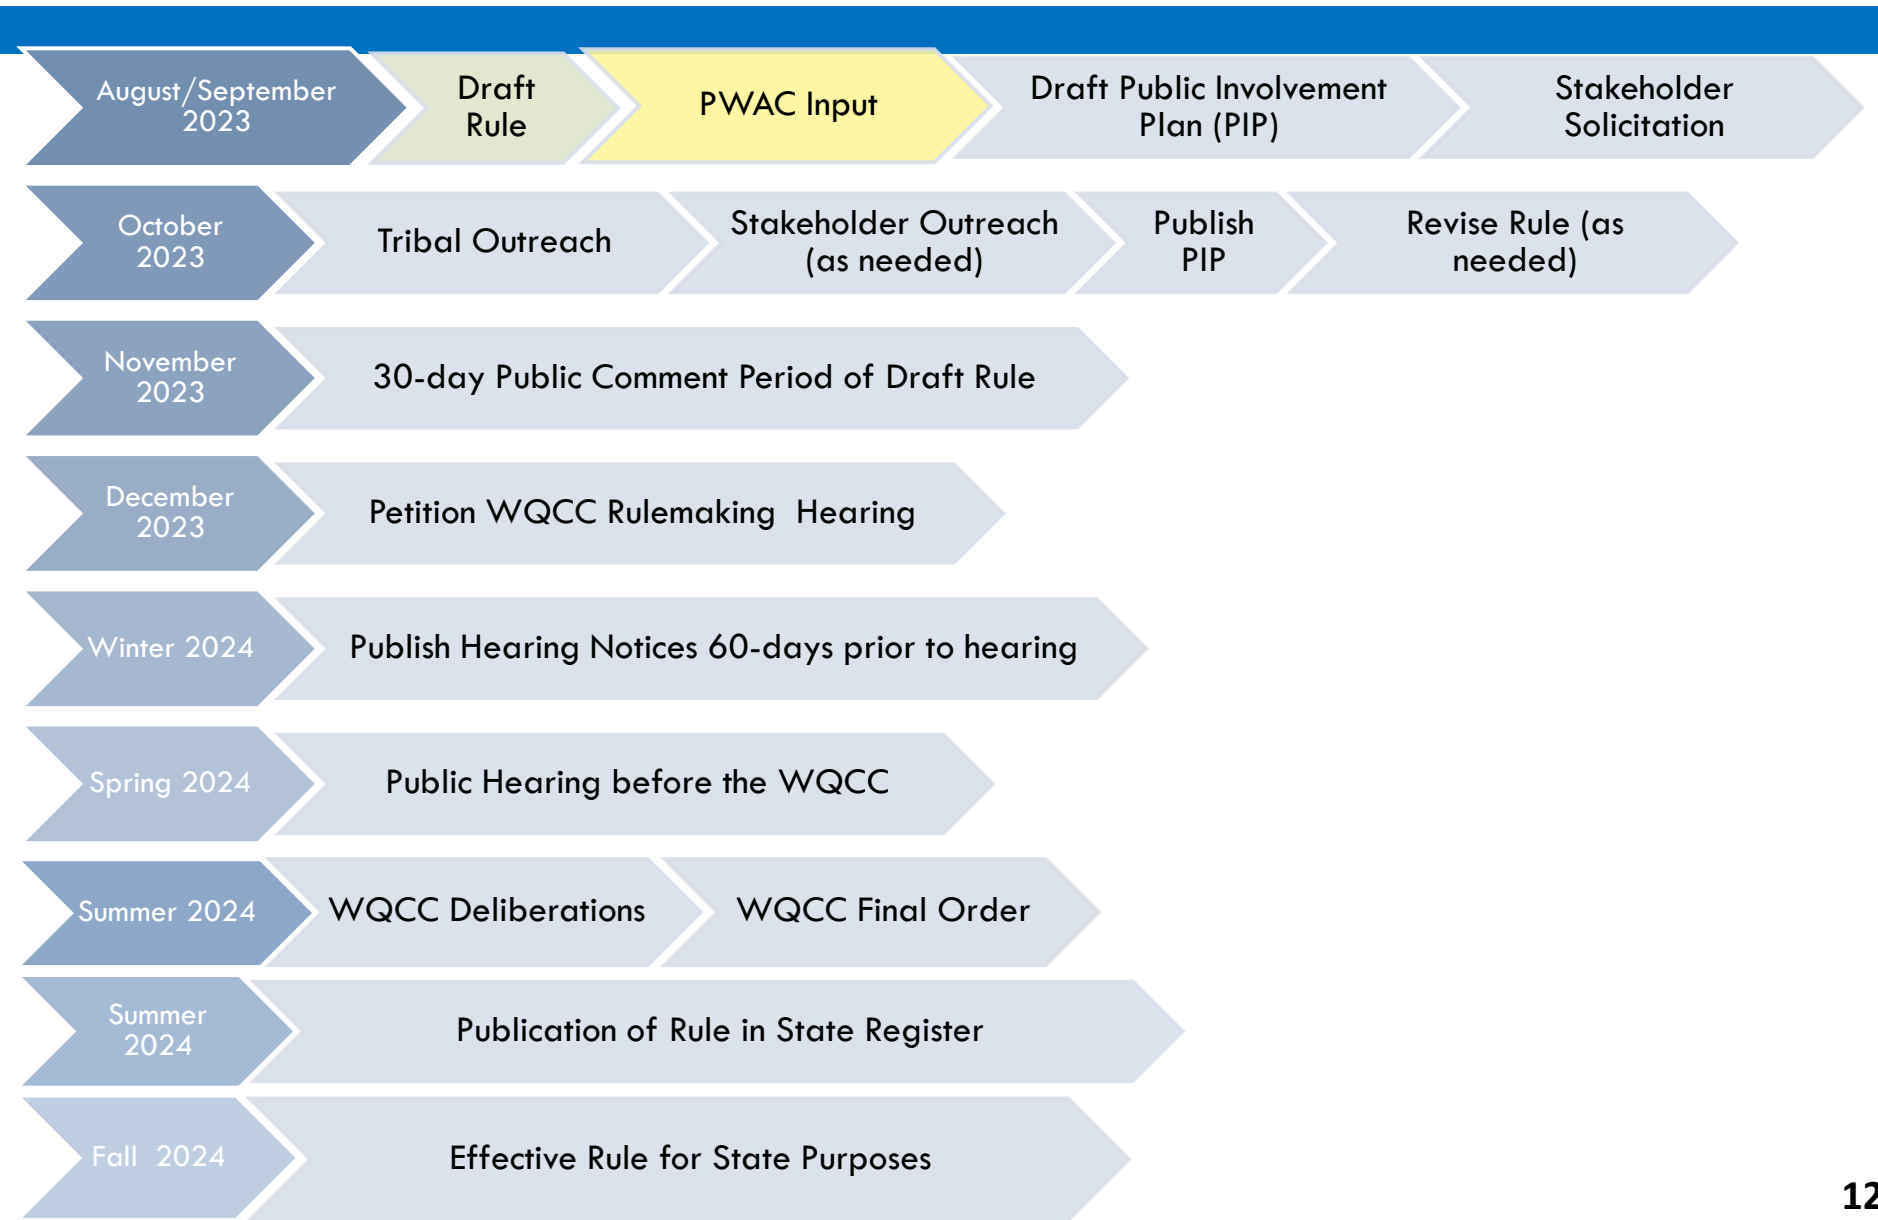 August/September
2023
Draft
Rule
PWAC Input
Draft Public Involvement
Plan (PIP)
Stakeholder
Solicitation
October
2023
Tribal Outreach
Stakeholder Outreach
(as needed)
Publish
PIP
Revise Rule (as
needed)
November
2023
30-day Public Comment Period of Draft Rule
December
2023
Petition WQCC Rulemaking  Hearing
Winter 2024
Publish Hearing Notices 60-days prior to hearing
Spring 2024
Public Hearing before the WQCC
Summer 2024
WQCC Deliberations
WQCC Final Order
Summer
2024
Publication of Rule in State Register
Fall  2024
Effective Rule for State Purposes
12